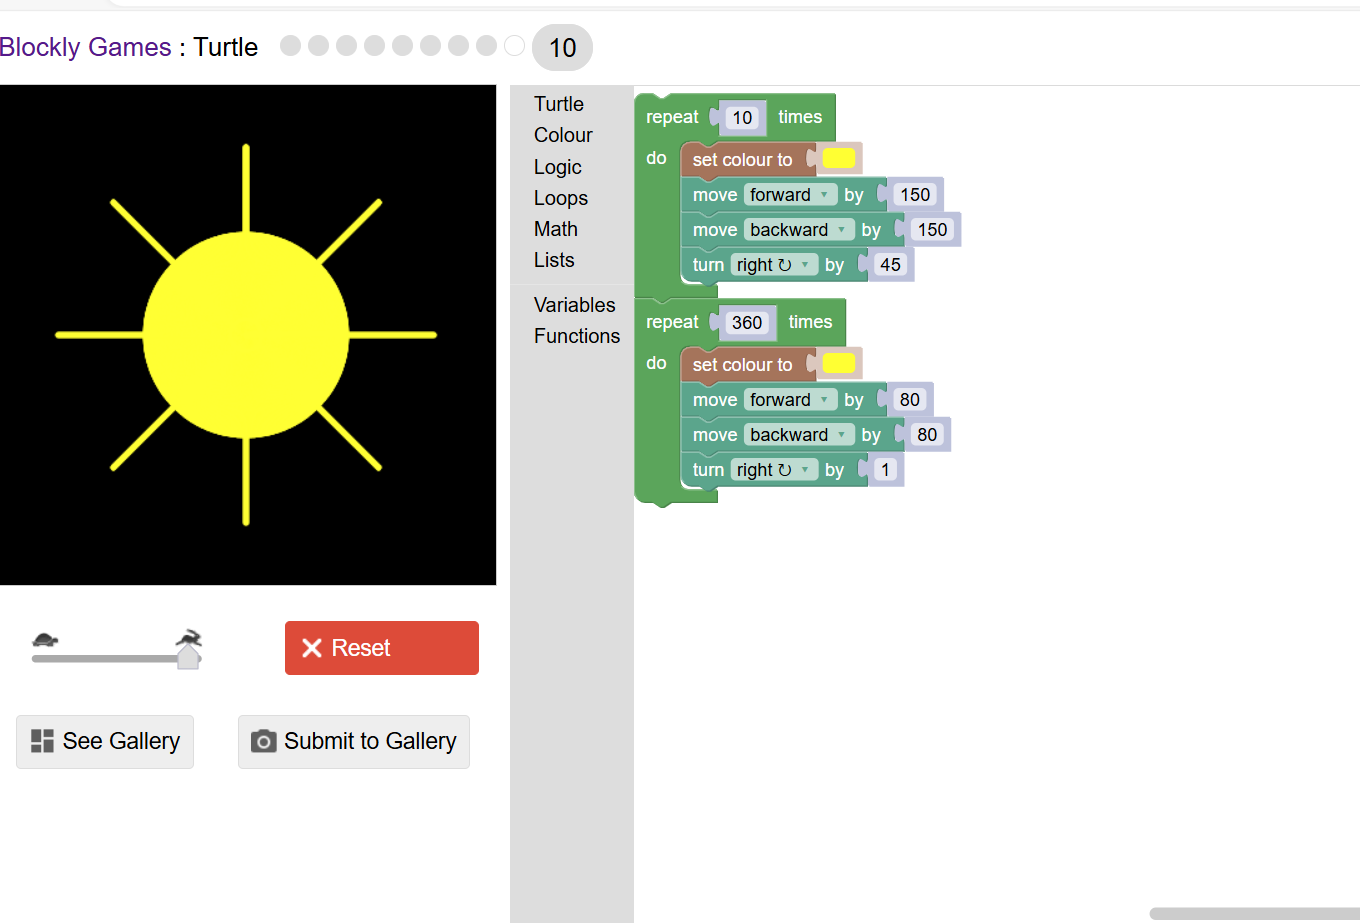 Blockly Games : Turtle 10
Turtle
Colour
Logic
Loops
Math
Lists
Variables
Functions
repeat 10 times
do set colour to
move forward by 150
move backward by 150
turn right ↻ by 45
repeat 360 times
do set colour to
move forward by 80
move backward by 80
turn right ↻ by 1
Reset
See Gallery
Submit to Gallery